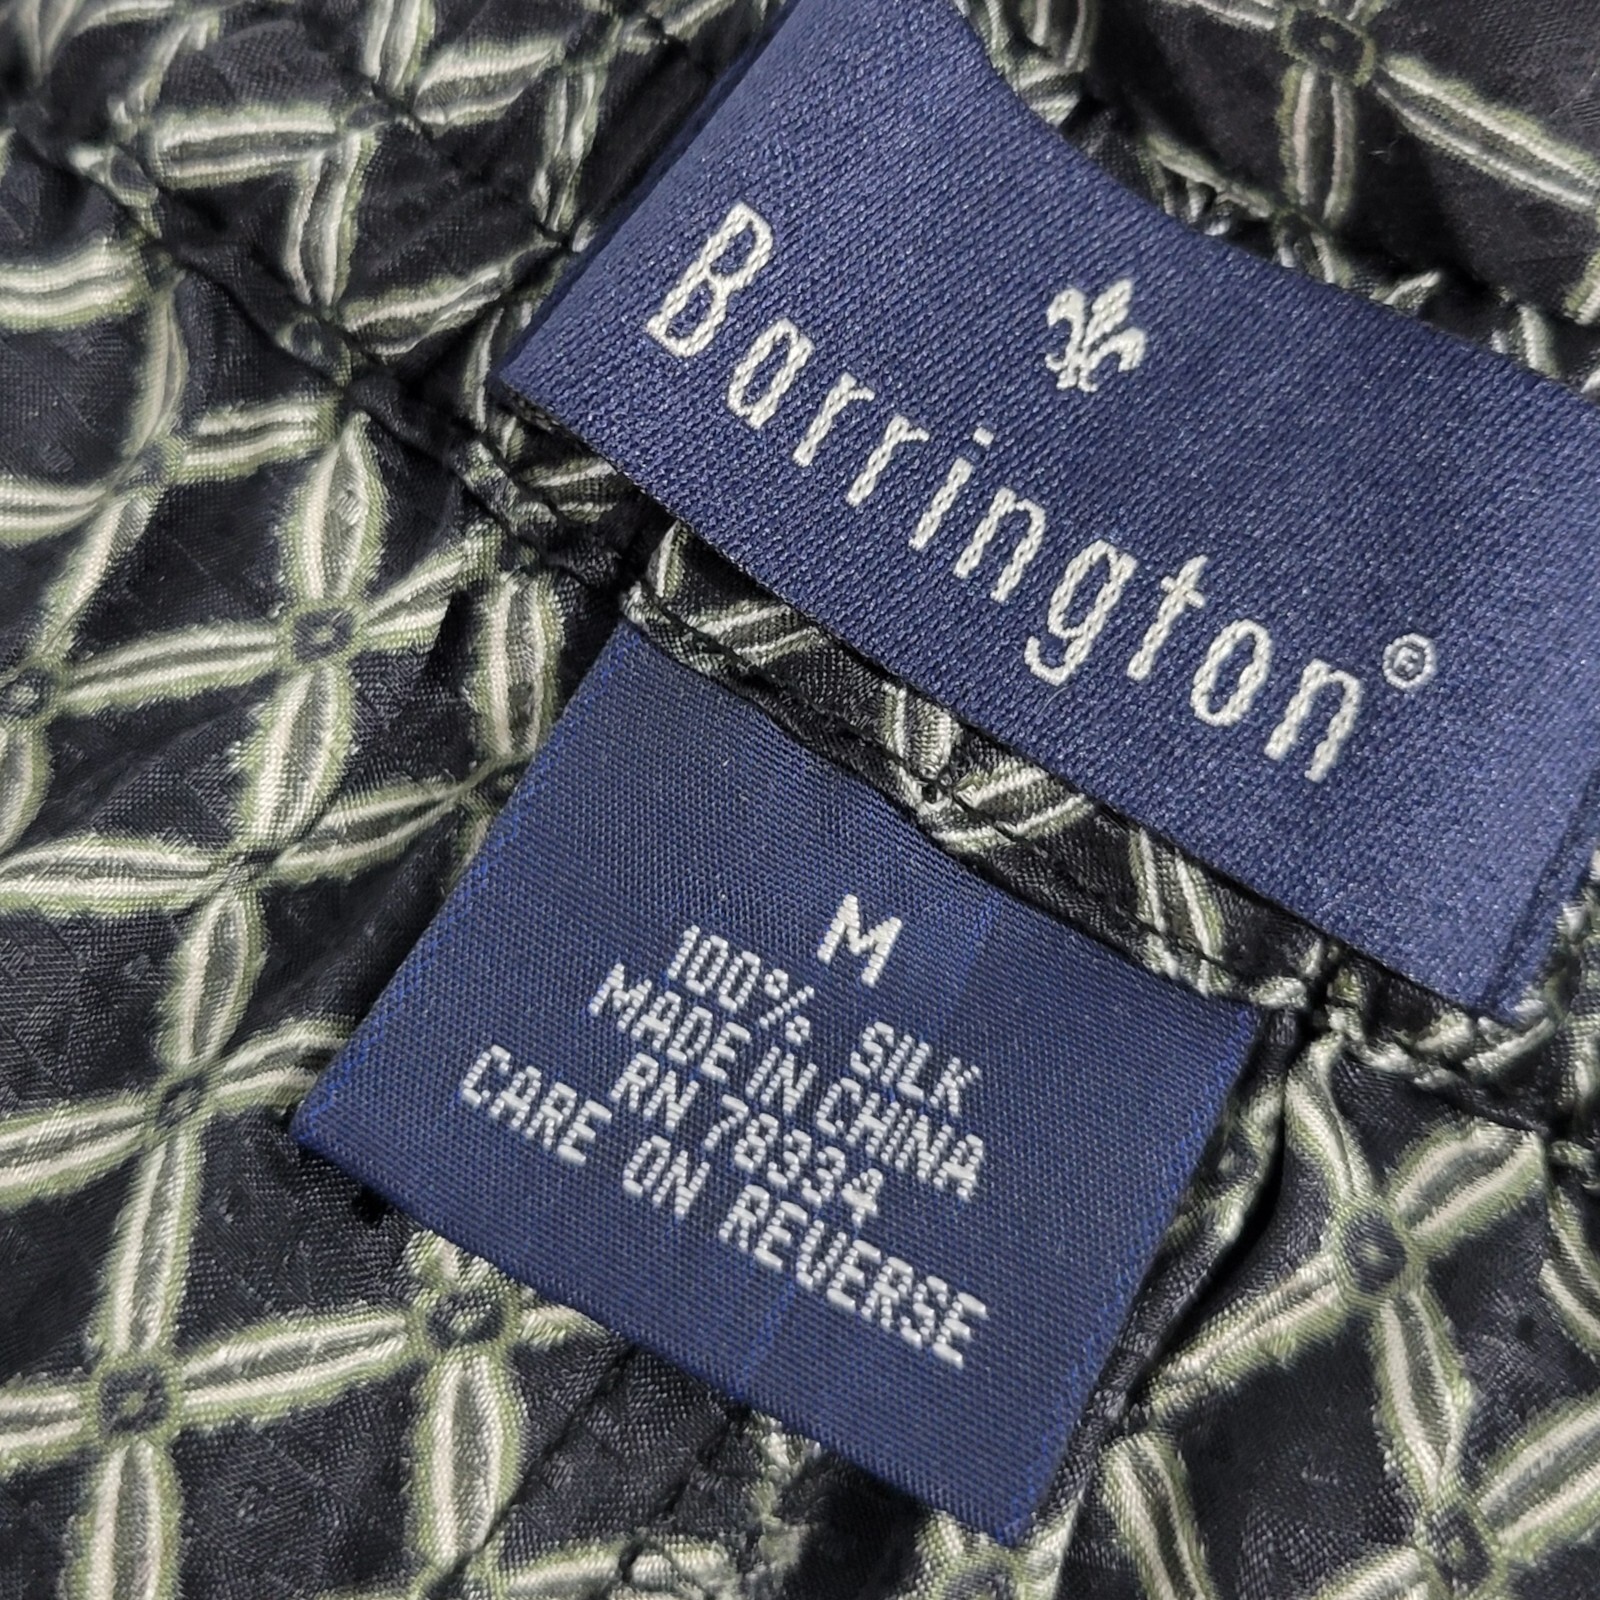 Barrington®
M
100% SILK
MADE IN CHINA
RN 78334
CARE ON REVERSE